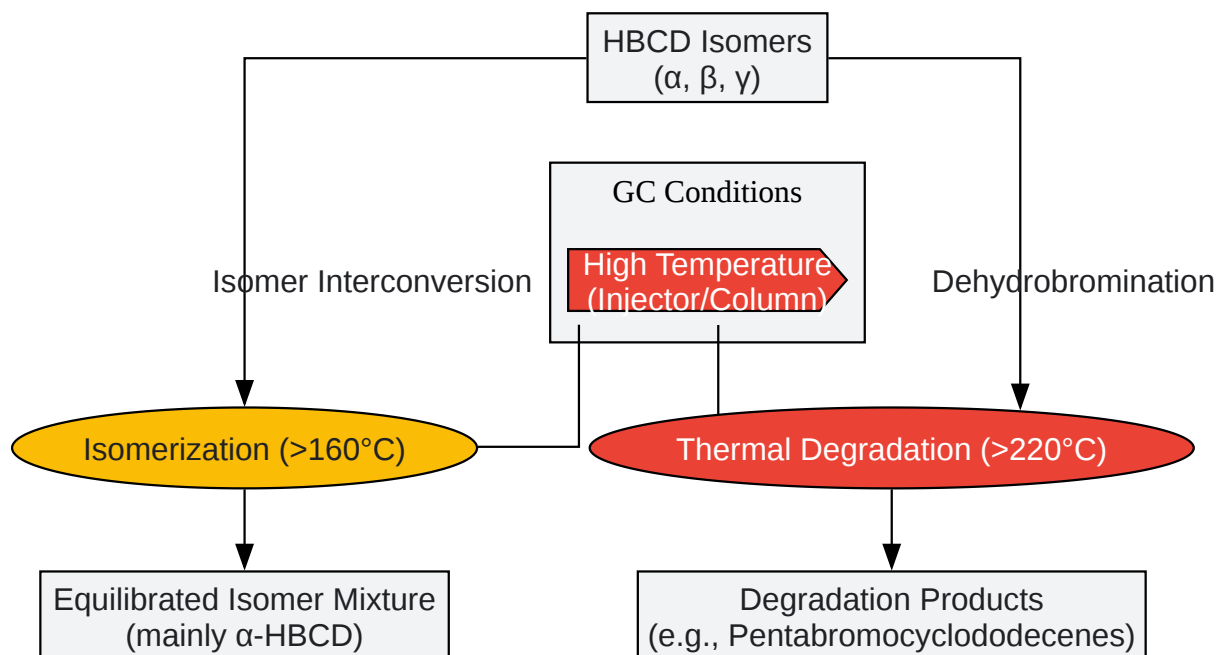 HBCD Isomers
(α, β, γ)
GC Conditions
High Temperature
(Injector/Column)
Isomer Interconversion
Dehydrobromination
Isomerization (>160°C)
Thermal Degradation (>220°C)
Equilibrated Isomer Mixture
(mainly α-HBCD)
Degradation Products
(e.g., Pentabromocyclododecenes)